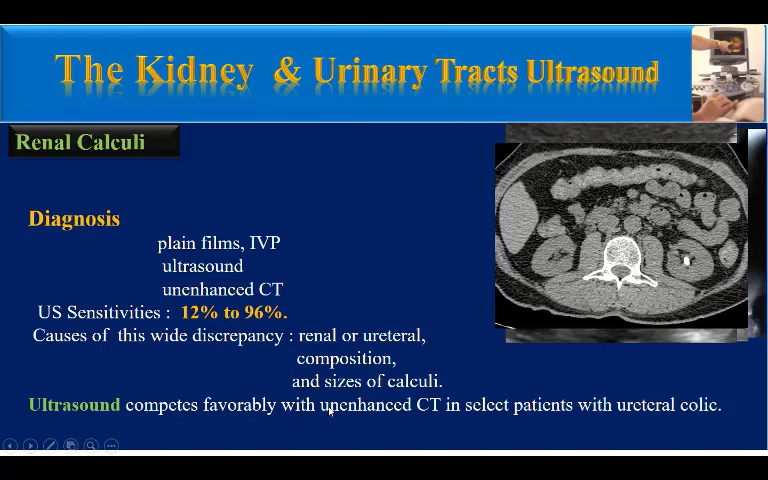 The Kidney & Urinary Tracts Ultrasound
Renal Calculi
Diagnosis
plain films, IVP
ultrasound
unenhanced CT
US Sensitivities : 12% to 96%.
Causes of this wide discrepancy : renal or ureteral,
composition,
and sizes of calculi.
Ultrasound competes favorably with unenhanced CT in select patients with ureteral colic.